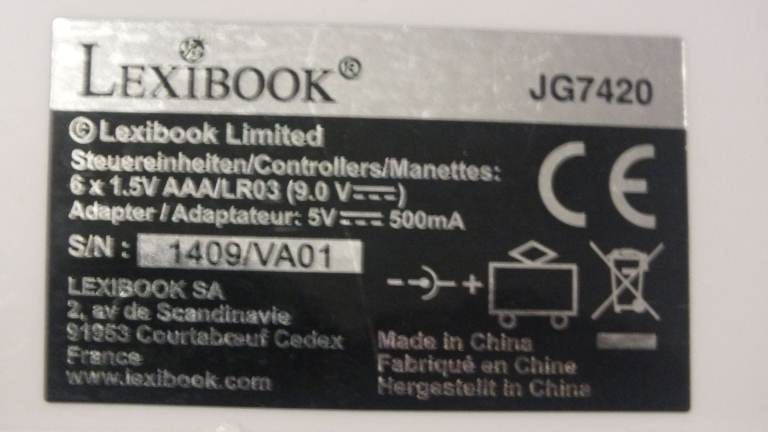 LEXIBOOK®
JG7420
© Lexibook Limited
Steuereinheiten/Controllers/Manettes:
6 x 1.5V AAA/LR03 (9.0 V⎓)
Adapter / Adaptateur: 5V⎓ 500mA
CE
S/N : 1409/VA01
LEXIBOOK SA
2, av de Scandinavie
91953 Courtabœuf Cedex
France
www.lexibook.com
Made in China
Fabriqué en Chine
Hergestellt in China